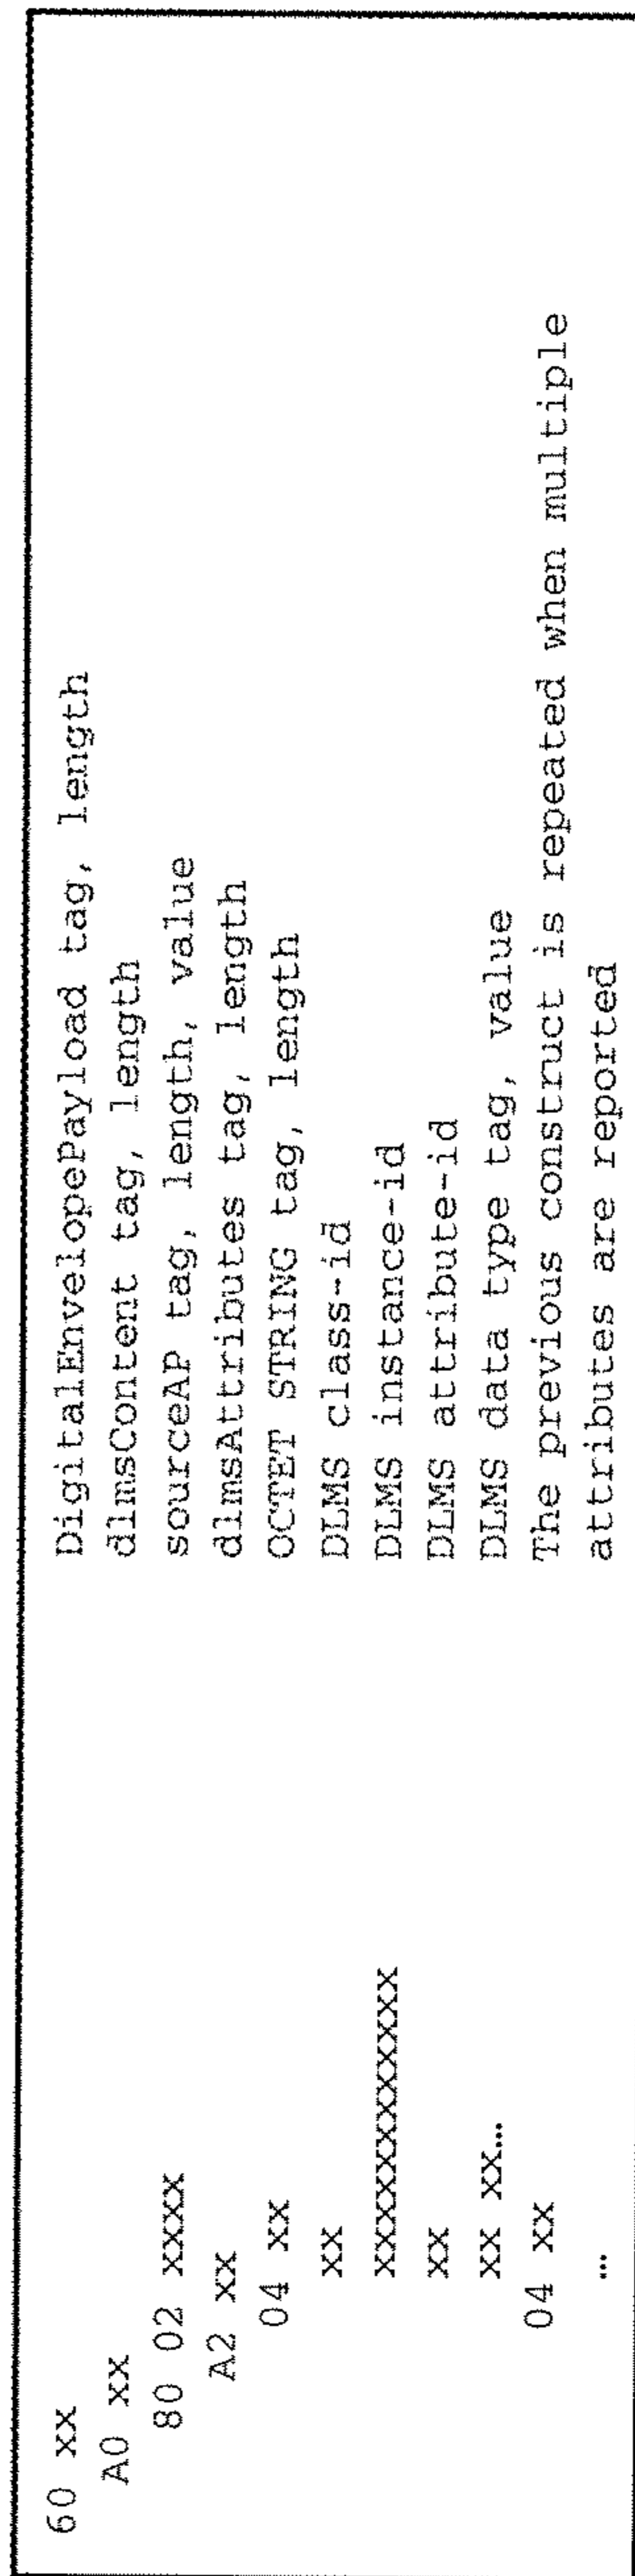 60 xx DigitalEnvelopePayload tag, length
A0 xx dlmsContent tag, length
80 02 xxxx sourceAP tag, length, value
A2 xx dlmsAttributes tag, length
04 xx OCTET STRING tag, length
xx DLMS class-id
xxxxxxxxxxxx DLMS instance-id
xx DLMS attribute-id
xx xx… DLMS data type tag, value
04 xx The previous construct is repeated when multiple
… attributes are reported